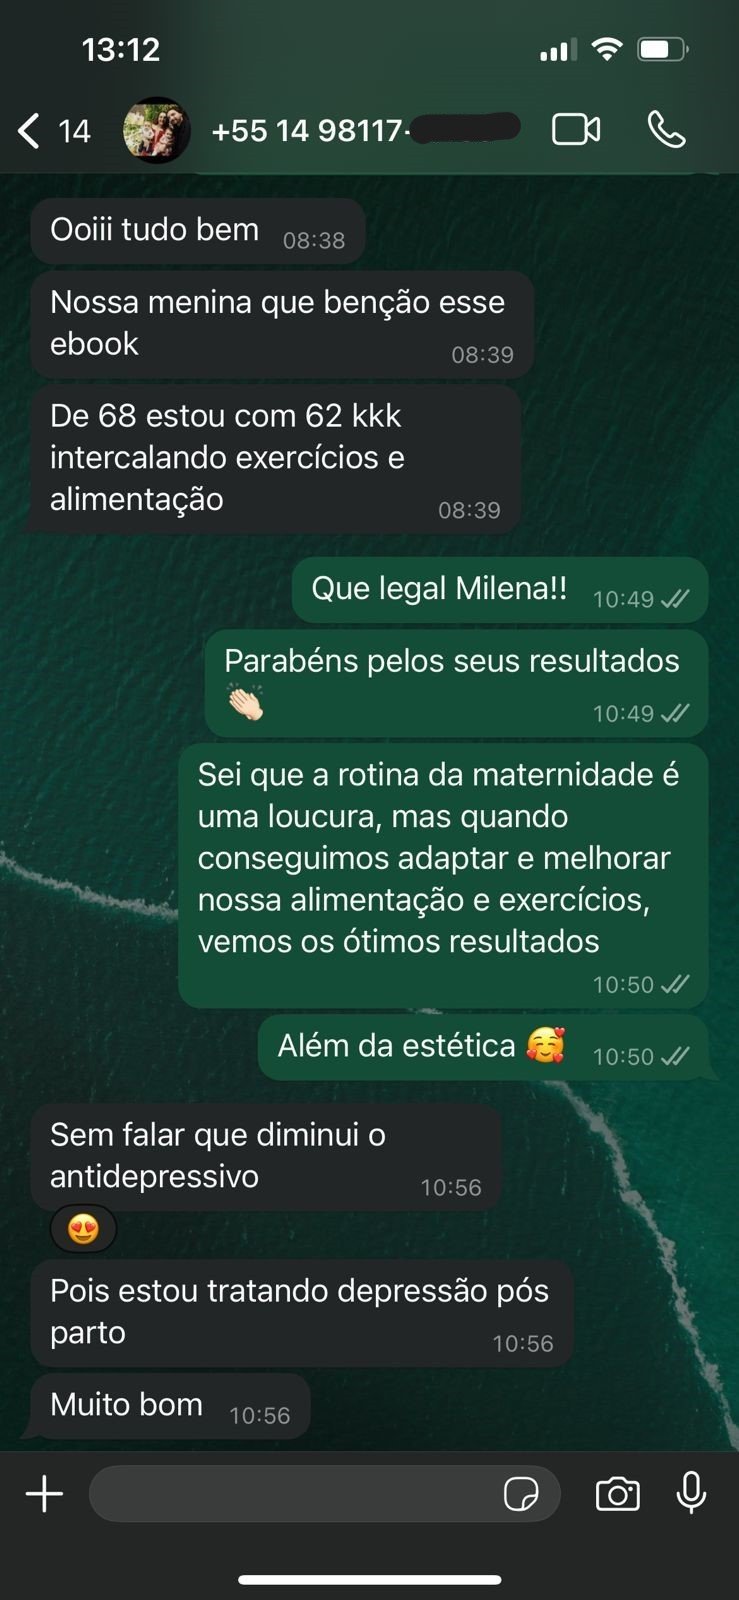 13:12
14
+55 14 98117-
Ooiii tudo bem 08:38
Nossa menina que benção esse
ebook 08:39
De 68 estou com 62 kkk
intercalando exercícios e
alimentação 08:39
Que legal Milena!! 10:49
Parabéns pelos seus resultados
👏🏻 10:49
Sei que a rotina da maternidade é
uma loucura, mas quando
conseguimos adaptar e melhorar
nossa alimentação e exercícios,
vemos os ótimos resultados
10:50
Além da estética 🥰 10:50
Sem falar que diminui o
antidepressivo 10:56
😍
Pois estou tratando depressão pós
parto 10:56
Muito bom 10:56